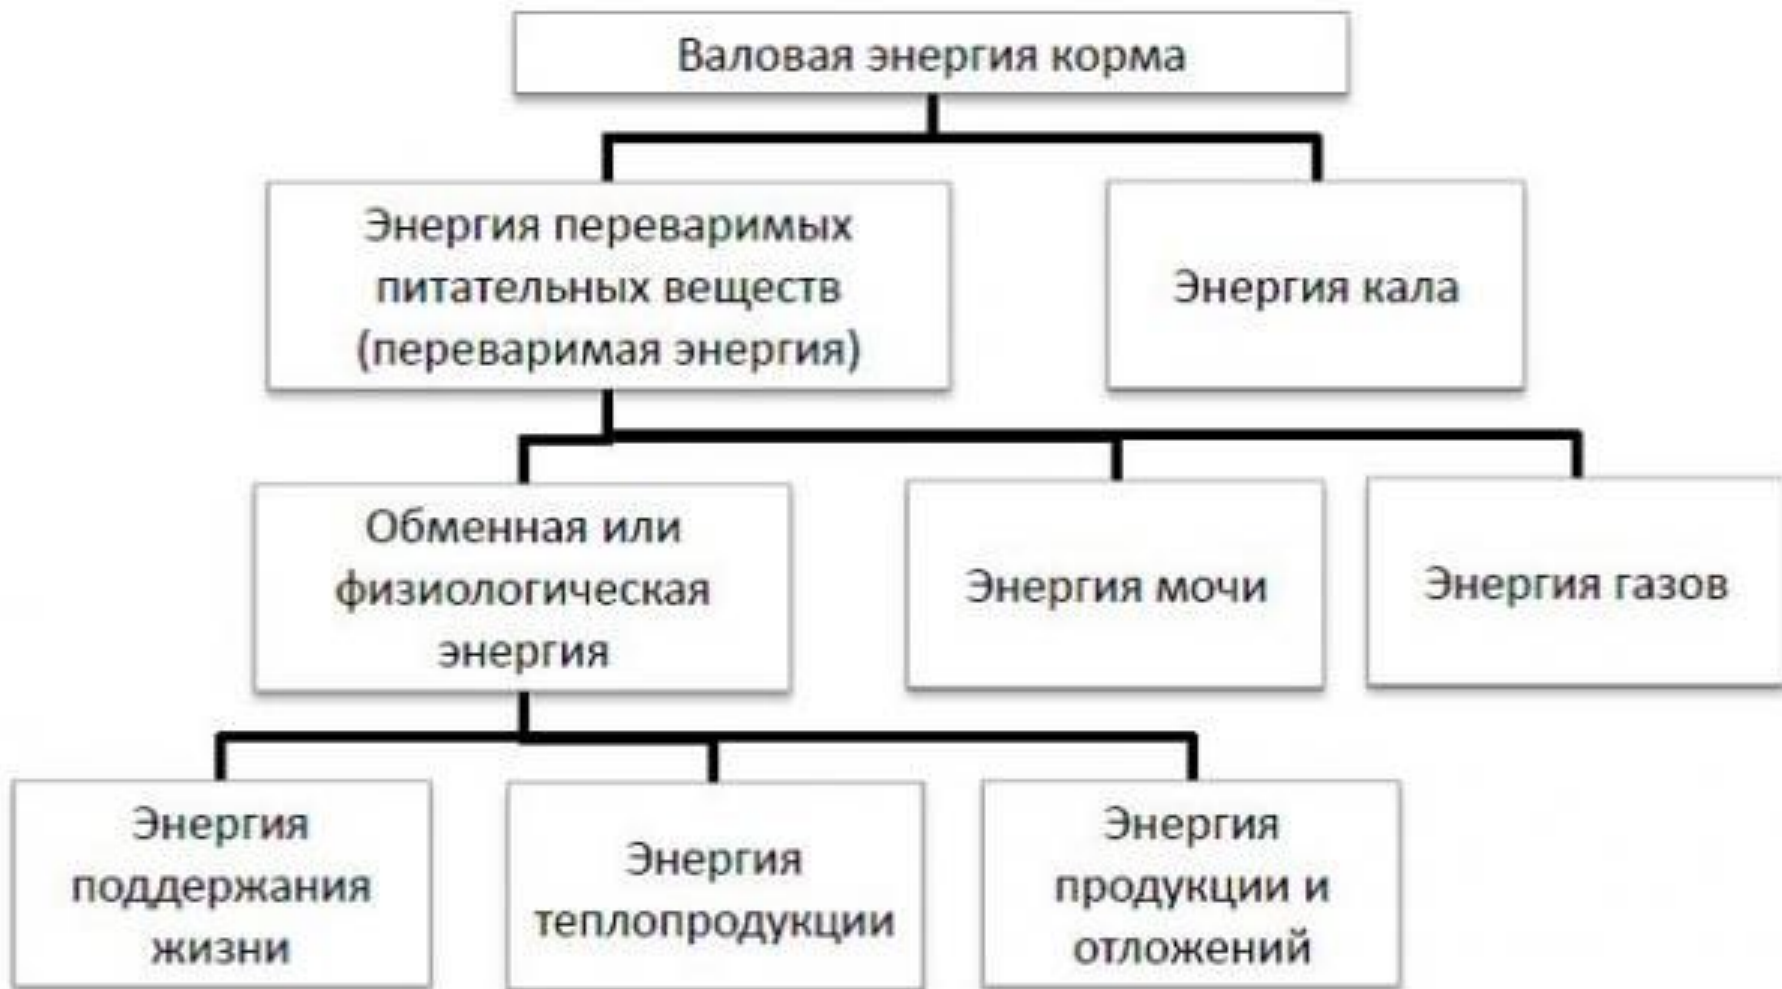 Валовая энергия корма
Энергия переваримых
питательных веществ
(переваримая энергия)
Энергия кала
Обменная или
физиологическая
энергия
Энергия мочи
Энергия газов
Энергия
поддержания
жизни
Энергия
теплопродукции
Энергия
продукции и
отложений